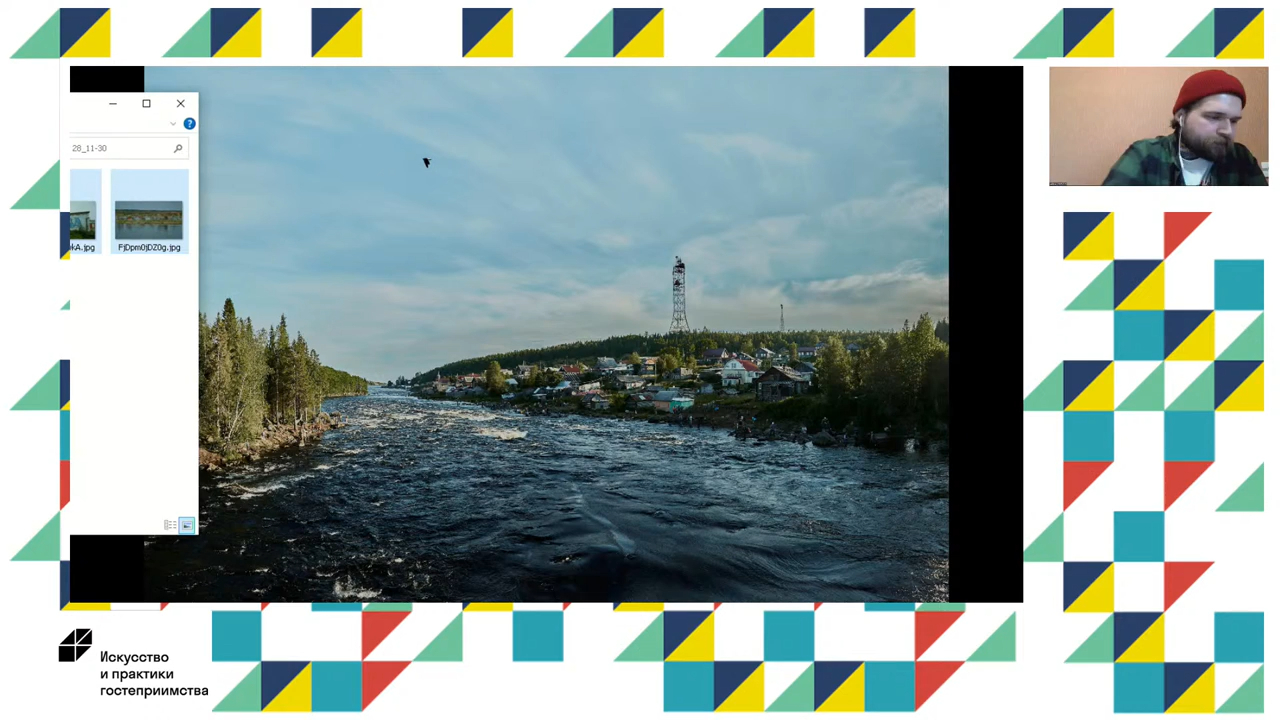 ?
28_11-30
kA.jpg
FjDpm0jDZ0g.jpg
Искусство
и практики
гостеприимства